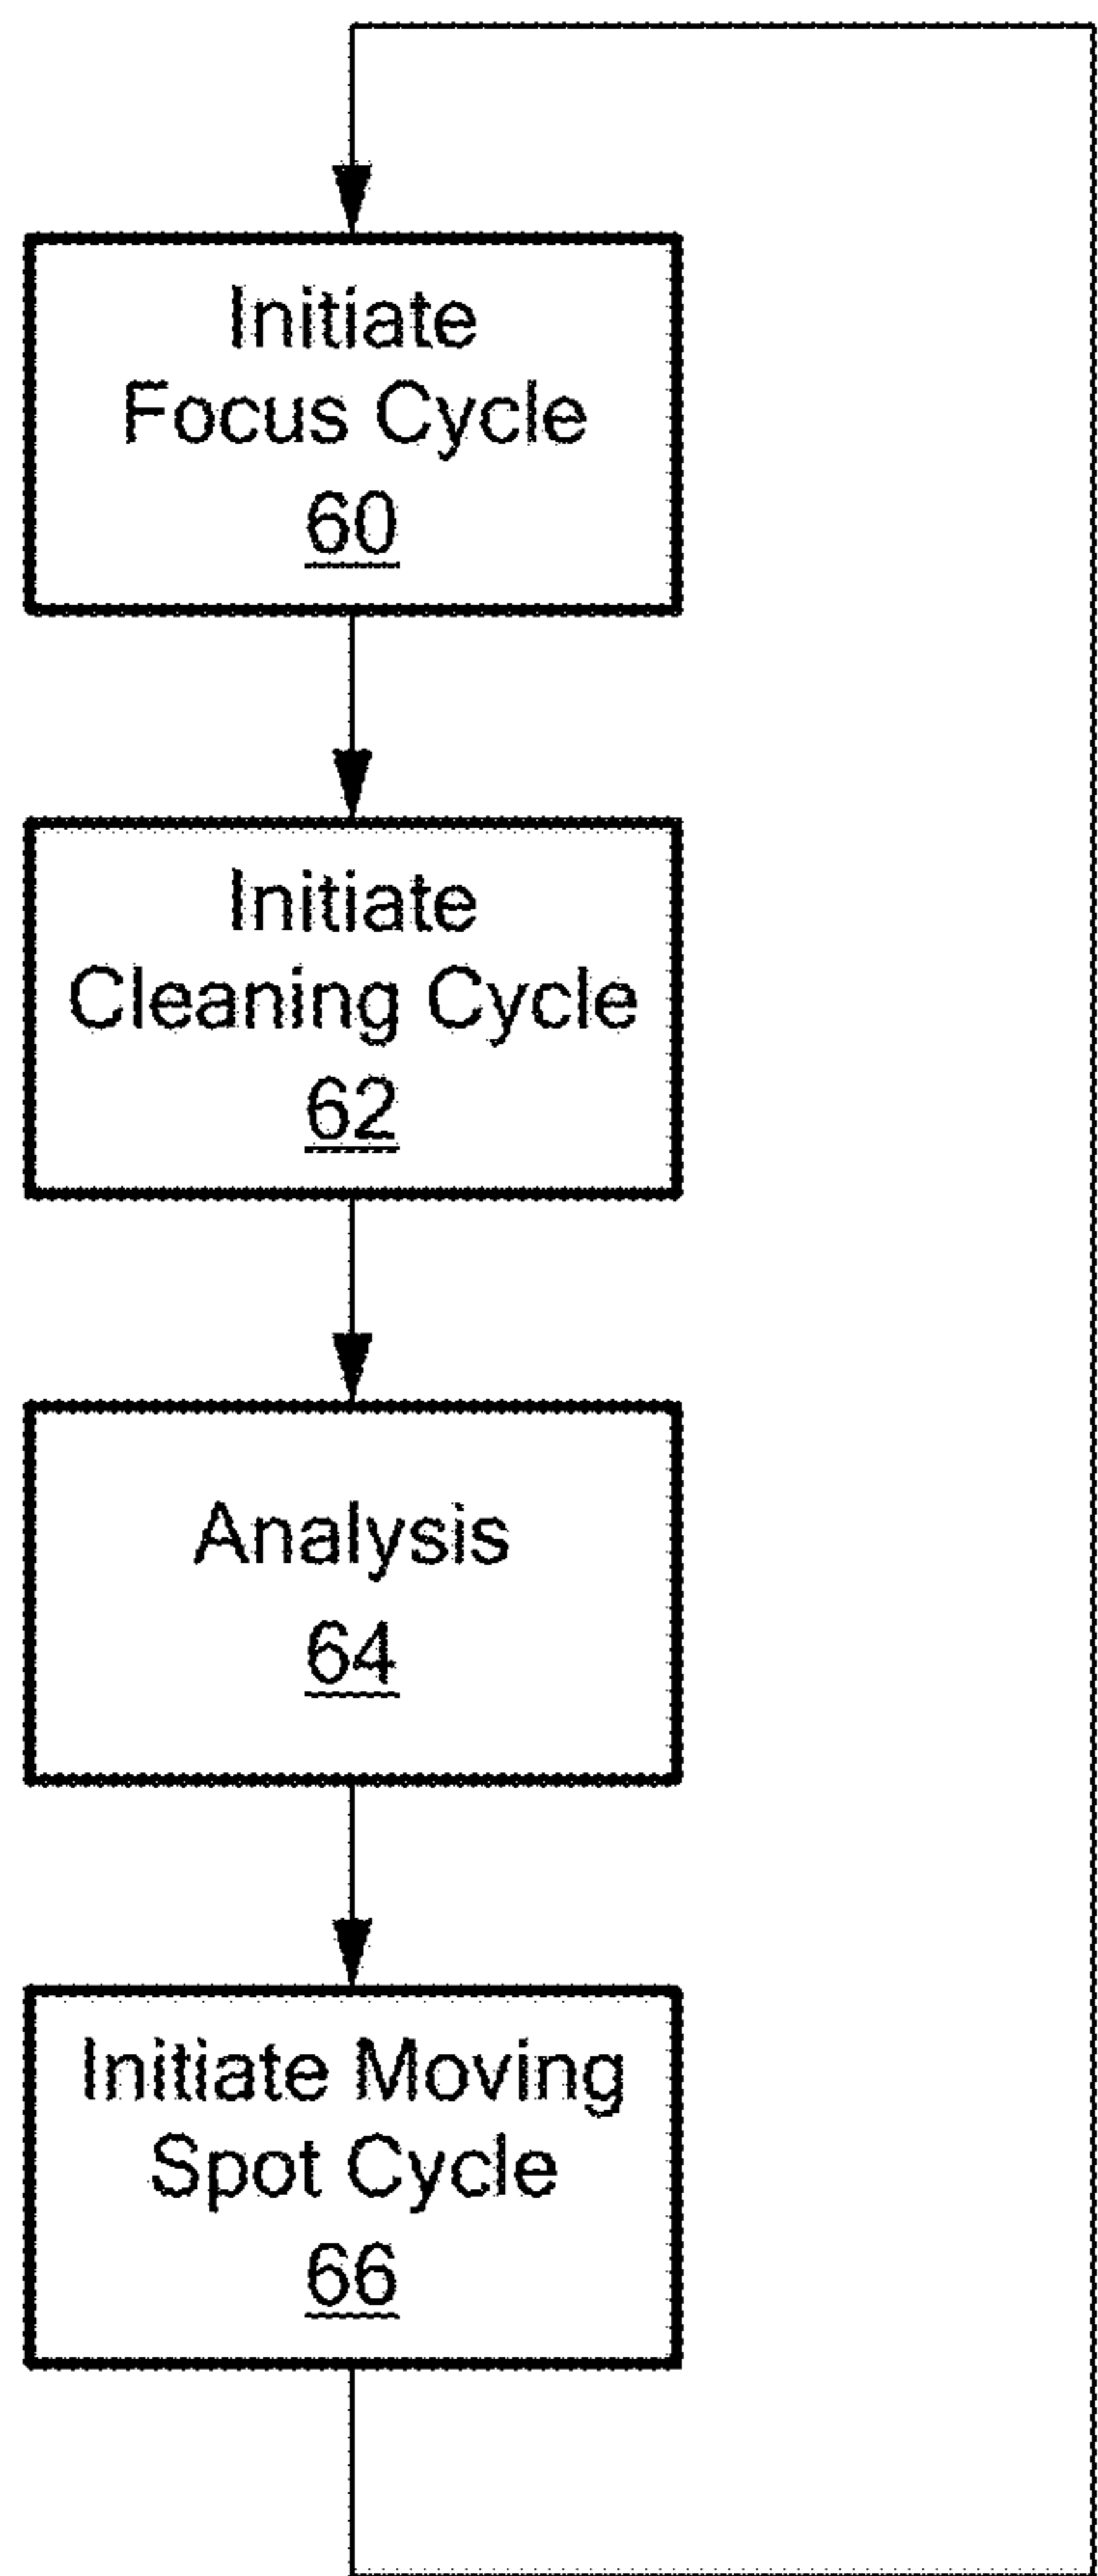 Initiate
Focus Cycle
60
Initiate
Cleaning Cycle
62
Analysis
64
Initiate Moving
Spot Cycle
66